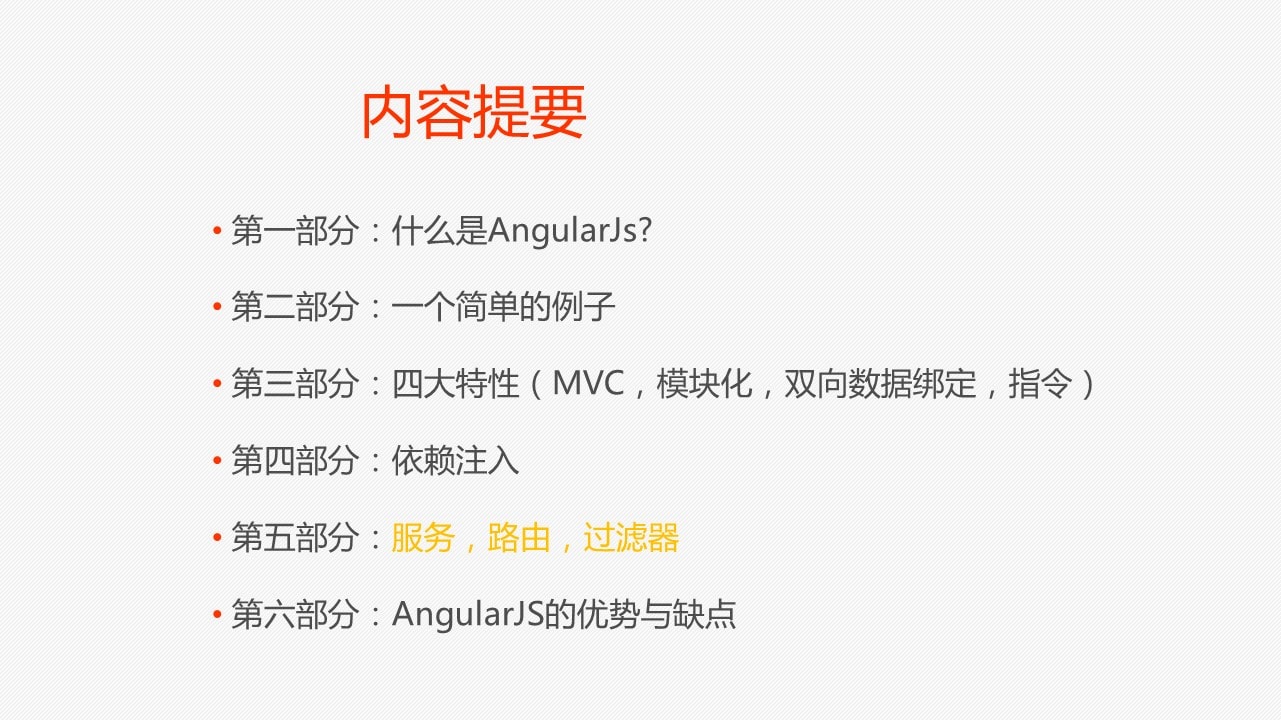 内容提要
• 第一部分：什么是AngularJs?
• 第二部分：一个简单的例子
• 第三部分：四大特性（MVC，模块化，双向数据绑定，指令）
• 第四部分：依赖注入
• 第五部分：服务，路由，过滤器
• 第六部分：AngularJS的优势与缺点